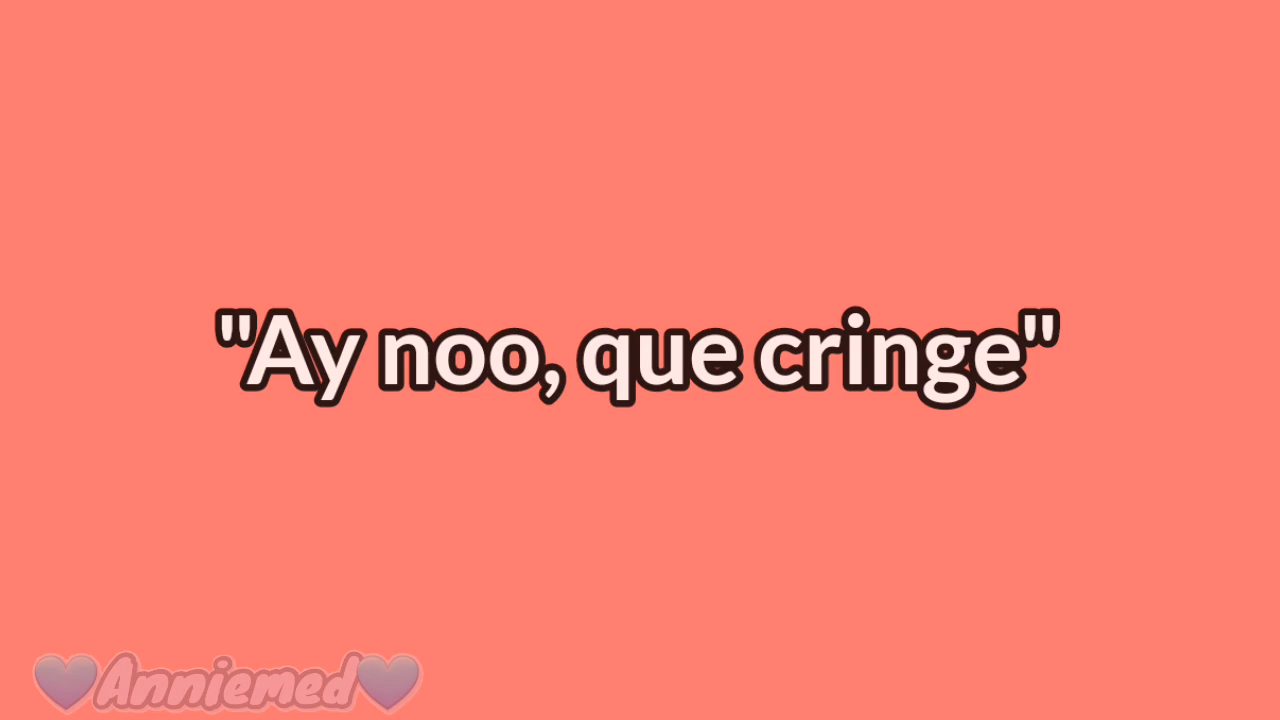 "Ay noo, que cringe"
💜Anniemed💜